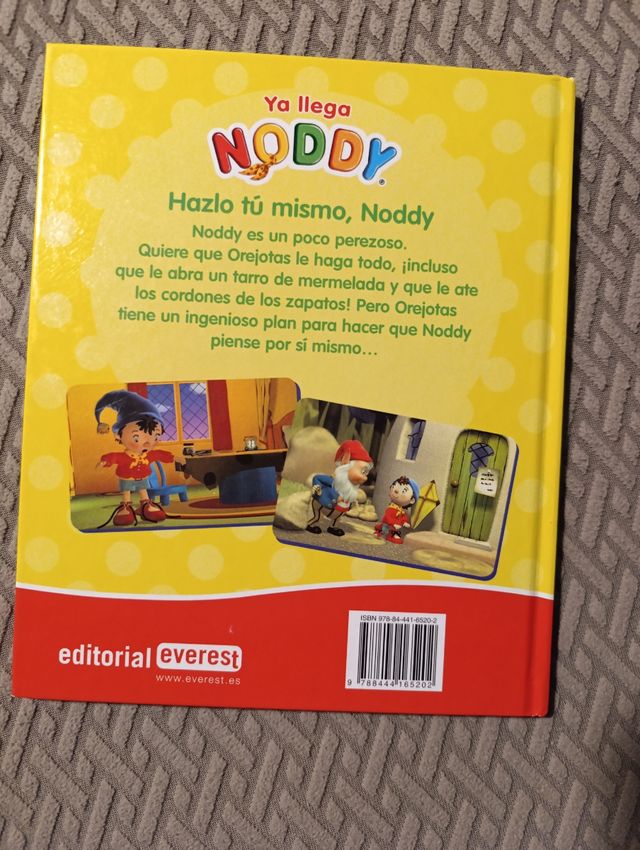 Ya llega
NODDY®
Hazlo tú mismo, Noddy
Noddy es un poco perezoso.
Quiere que Orejotas le haga todo, ¡incluso
que le abra un tarro de mermelada y que le ate
los cordones de los zapatos! Pero Orejotas
tiene un ingenioso plan para hacer que Noddy
piense por sí mismo...
editorial everest
www.everest.es
ISBN 978-84-441-6520-2
9 788444 165202